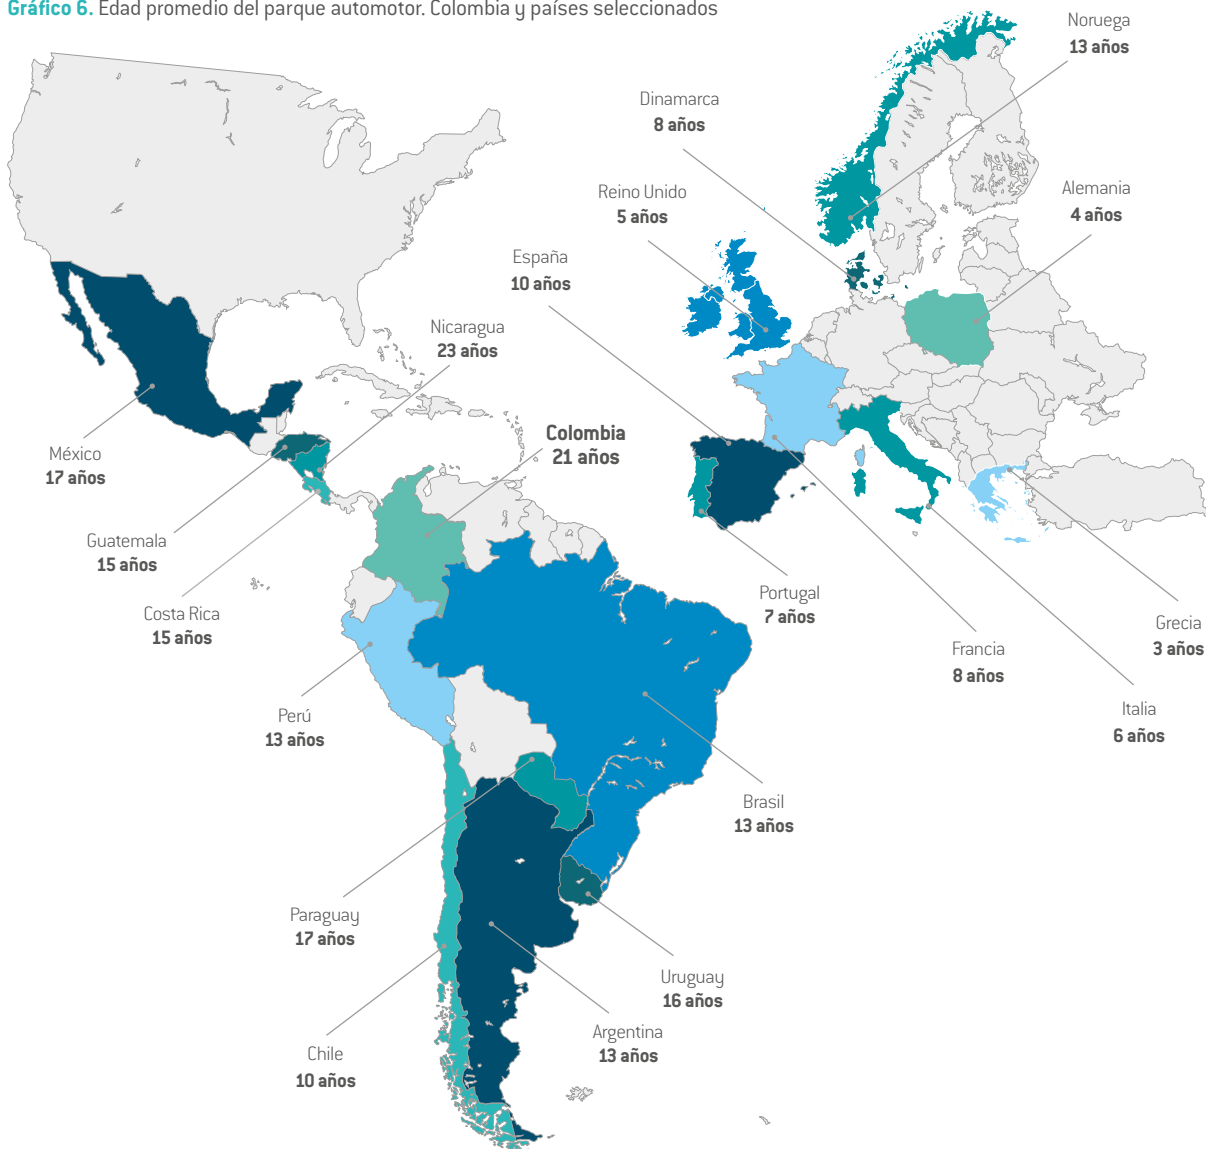 Gráfico 6. Edad promedio del parque automotor. Colombia y países seleccionados
Noruega
13 años
Dinamarca
8 años
Reino Unido
5 años
Alemania
4 años
España
10 años
Nicaragua
23 años
Colombia
21 años
México
17 años
Guatemala
15 años
Costa Rica
15 años
Portugal
7 años
Grecia
3 años
Francia
8 años
Italia
6 años
Perú
13 años
Brasil
13 años
Paraguay
17 años
Uruguay
16 años
Argentina
13 años
Chile
10 años